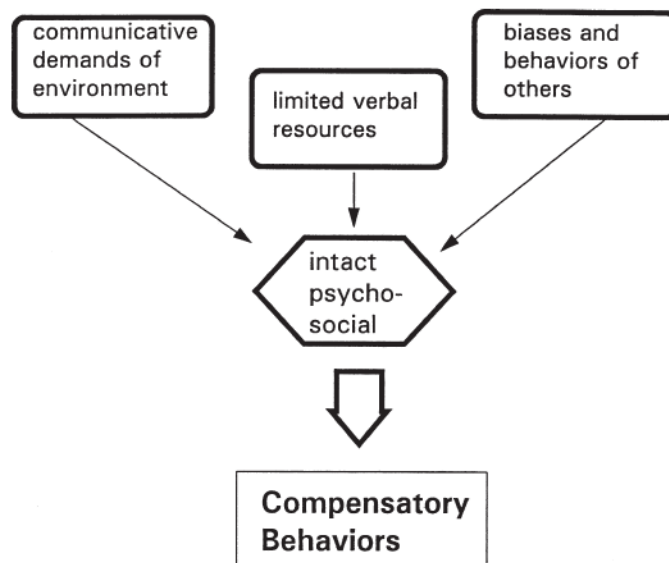 communicative
demands of
environment
limited verbal
resources
biases and
behaviors of
others
intact
psycho-
social
Compensatory
Behaviors